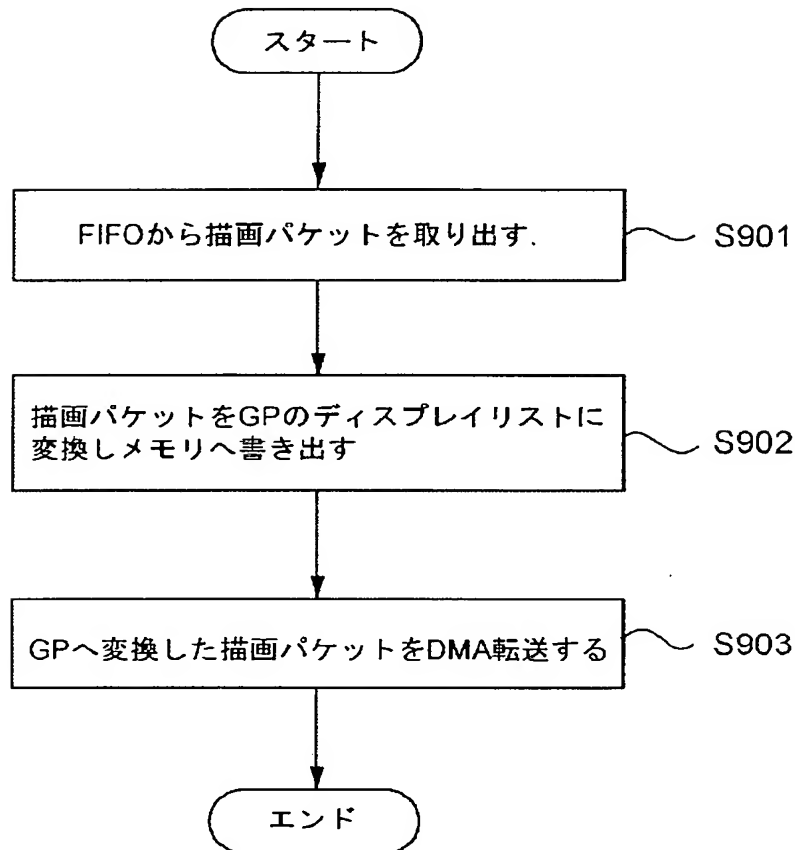 スタート
FIFOから描画パケットを取り出す.
S901
描画パケットをGPのディスプレイリストに
変換しメモリへ書き出す
S902
GPへ変換した描画パケットをDMA転送する
S903
エンド